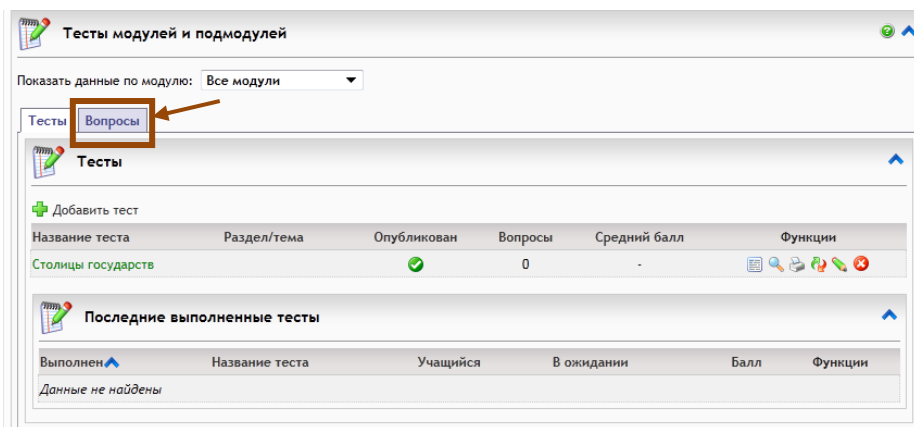 Тесты модулей и подмодулей
Показать данные по модулю: Все модули
Тесты Вопросы
Тесты
Добавить тест
Название теста Раздел/тема Опубликован Вопросы Средний балл Функции
Столицы государств 0 -
Последние выполненные тесты
Выполнен Название теста Учащийся В ожидании Балл Функции
Данные не найдены